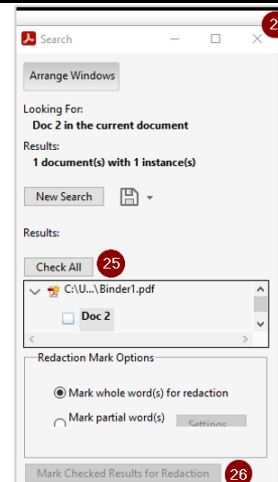 2
Search
Arrange Windows
Looking For:
Doc 2 in the current document
Results:
1 document(s) with 1 instance(s)
New Search
Results:
Check All 25
C:\U...\Binder1.pdf
Doc 2
Redaction Mark Options
Mark whole word(s) for redaction
Mark partial word(s)
Settings...
Mark Checked Results for Redaction 26